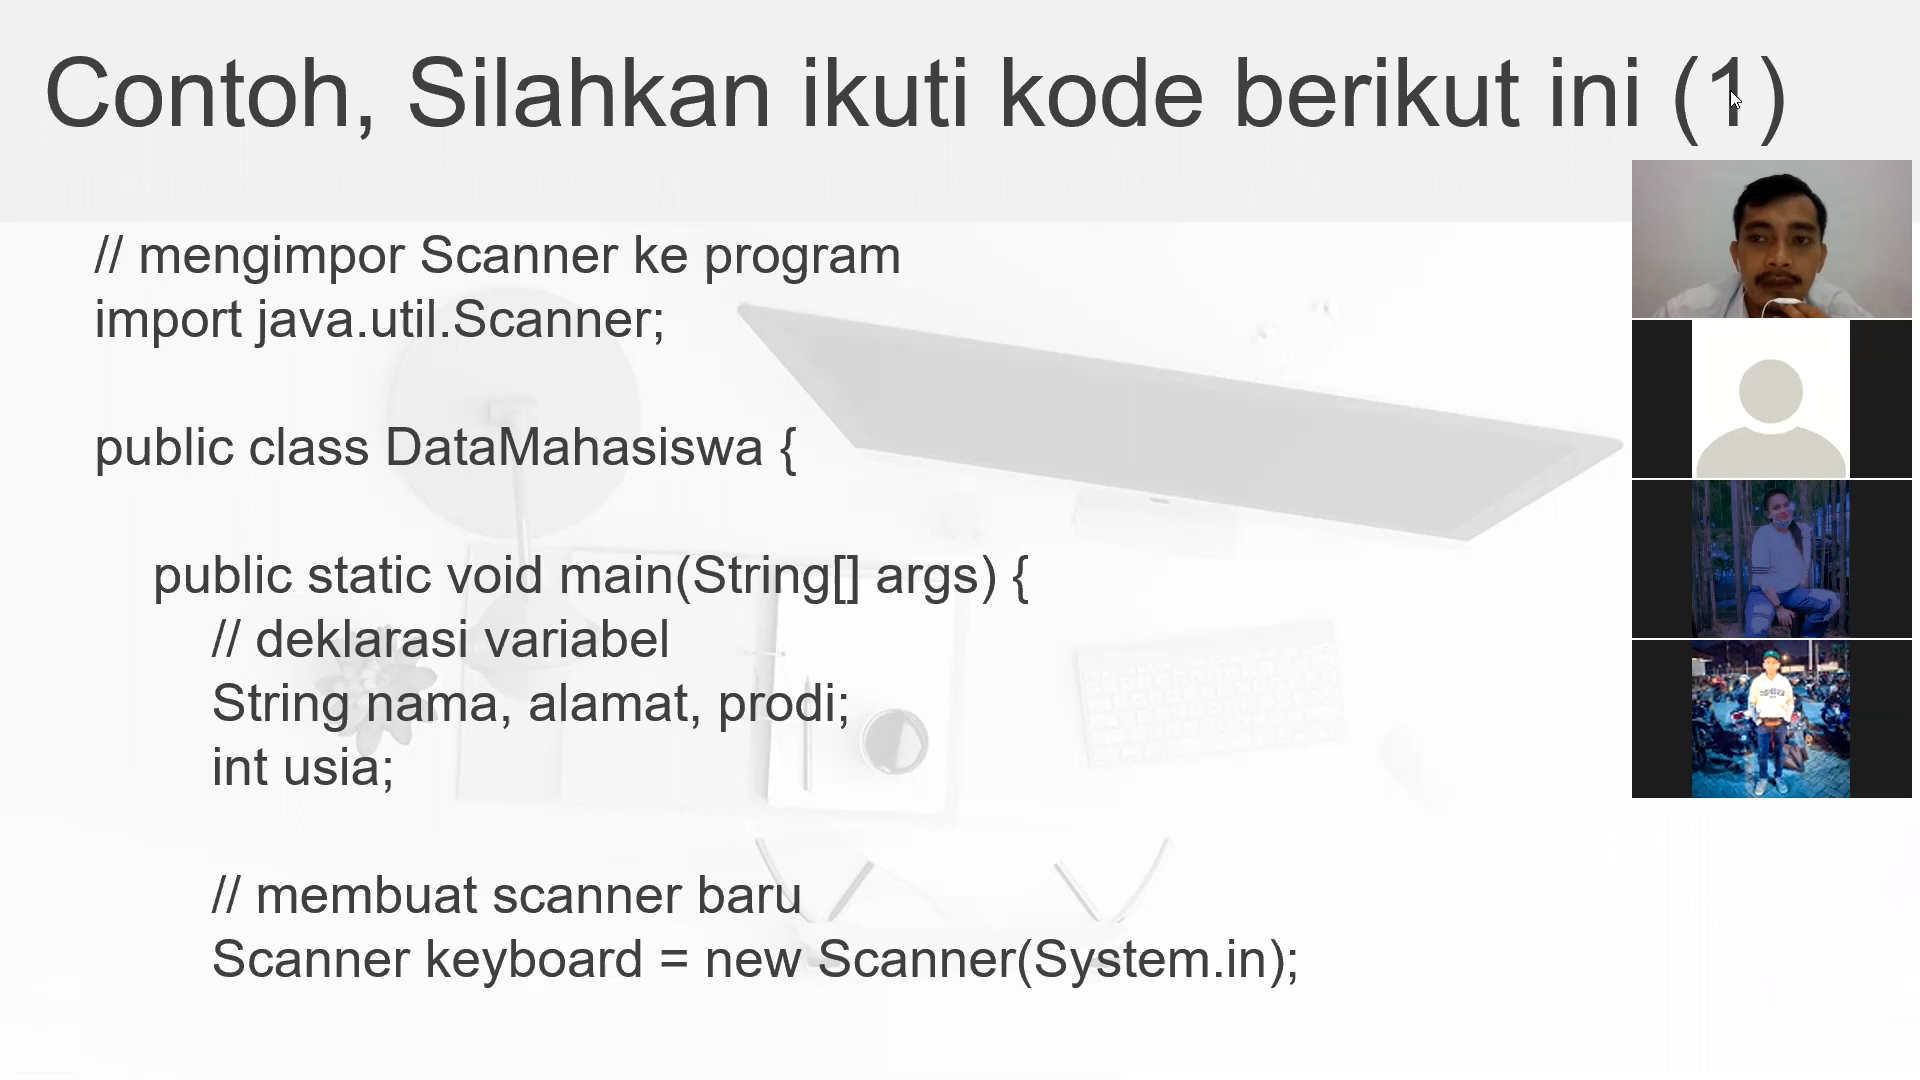 Contoh, Silahkan ikuti kode berikut ini (1)
// mengimpor Scanner ke program
import java.util.Scanner;
public class DataMahasiswa {
public static void main(String[] args) {
// deklarasi variabel
String nama, alamat, prodi;
int usia;
// membuat scanner baru
Scanner keyboard = new Scanner(System.in);